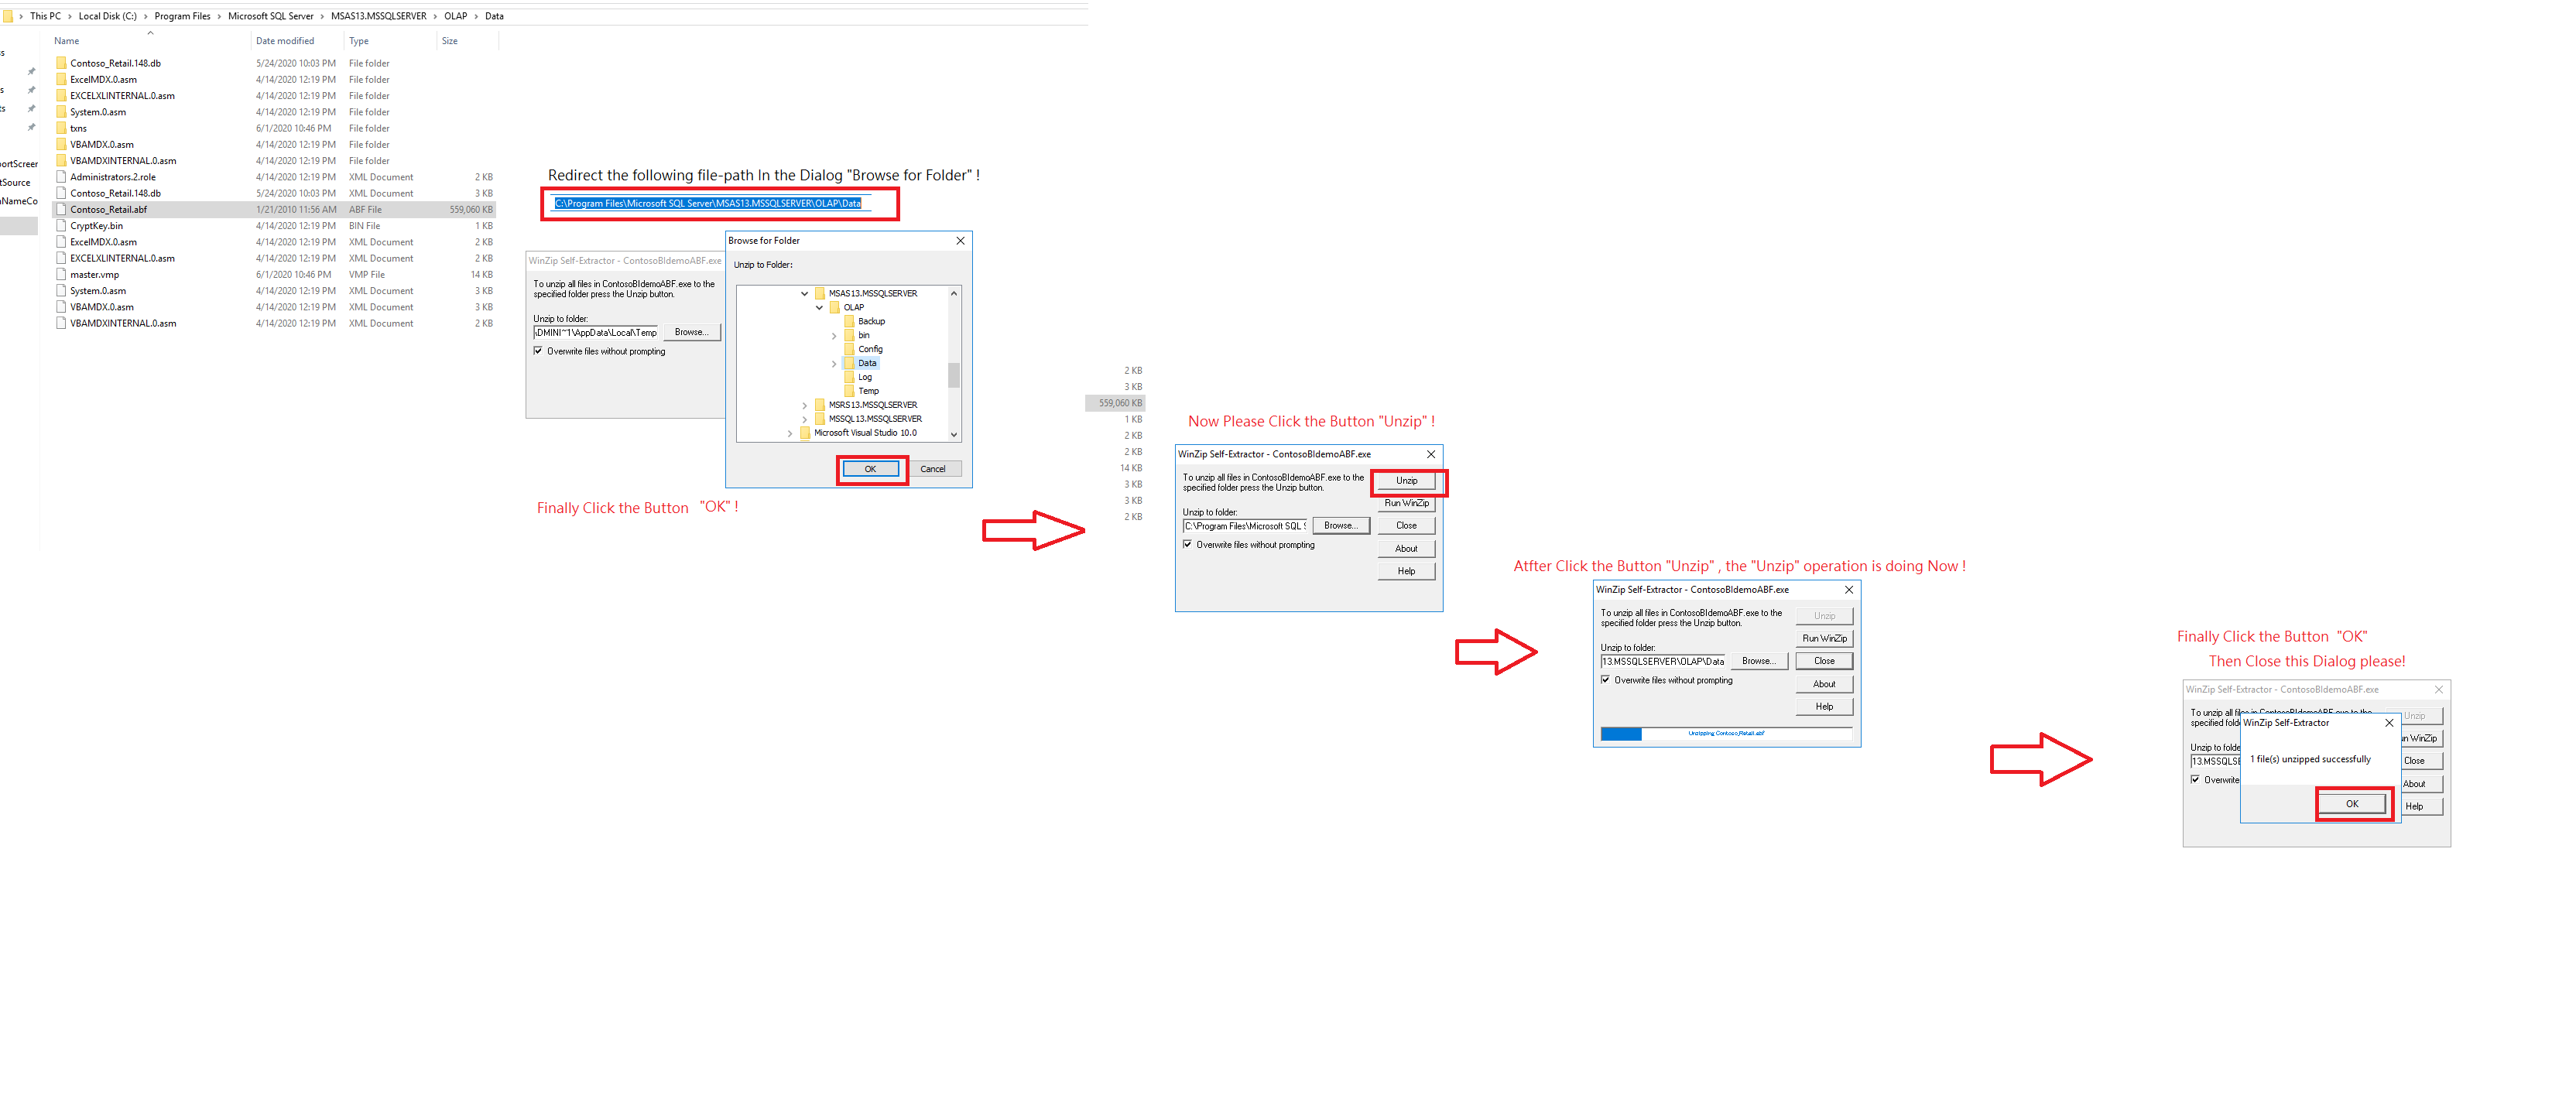 This PC > Local Disk (C:) > Program Files > Microsoft SQL Server > MSAS13.MSSQLSERVER > OLAP > Data
Name Date modified Type Size
Contoso_Retail.148.db 5/24/2020 10:03 PM File folder
ExcelMDX.0.asm 4/14/2020 12:19 PM File folder
EXCELXLINTERNAL.0.asm 4/14/2020 12:19 PM File folder
System.0.asm 4/14/2020 12:19 PM File folder
txns 6/1/2020 10:46 PM File folder
VBAMDX.0.asm 4/14/2020 12:19 PM File folder
VBAMDXINTERNAL.0.asm 4/14/2020 12:19 PM File folder
Administrators.2.role 4/14/2020 12:19 PM XML Document 2 KB
Contoso_Retail.148.db 5/24/2020 10:03 PM XML Document 3 KB
Contoso_Retail.abf 1/21/2010 11:56 AM ABF File 559,060 KB
CryptKey.bin 4/14/2020 12:19 PM BIN File 1 KB
ExcelMDX.0.asm 4/14/2020 12:19 PM XML Document 2 KB
EXCELXLINTERNAL.0.asm 4/14/2020 12:19 PM XML Document 2 KB
master.vmp 6/1/2020 10:46 PM VMP File 14 KB
System.0.asm 4/14/2020 12:19 PM XML Document 3 KB
VBAMDX.0.asm 4/14/2020 12:19 PM XML Document 3 KB
VBAMDXINTERNAL.0.asm 4/14/2020 12:19 PM XML Document 2 KB
ss
s
ts
portScreen
tSource
nNameCo
Redirect the following file-path In the Dialog "Browse for Folder" !
C:\Program Files\Microsoft SQL Server\MSAS13.MSSQLSERVER\OLAP\Data
WinZip Self-Extractor - ContosoBIdemoABF.exe
To unzip all files in ContosoBIdemoABF.exe to the
specified folder press the Unzip button.
Unzip to folder:
\DMINI~1\AppData\Local\Temp Browse...
Overwrite files without prompting
Browse for Folder
Unzip to Folder:
MSAS13.MSSQLSERVER
OLAP
Backup
bin
Config
Data
Log
Temp
MSRS13.MSSQLSERVER
MSSQL13.MSSQLSERVER
Microsoft Visual Studio 10.0
OK Cancel
Finally Click the Button "OK" !
2 KB
3 KB
559,060 KB
1 KB
2 KB
2 KB
14 KB
3 KB
3 KB
2 KB
Now Please Click the Button "Unzip" !
WinZip Self-Extractor - ContosoBIdemoABF.exe
To unzip all files in ContosoBIdemoABF.exe to the
specified folder press the Unzip button.
Unzip
Run WinZip
Unzip to folder:
C:\Program Files\Microsoft SQL S Browse... Close
Overwrite files without prompting
About
Help
Atfter Click the Button "Unzip" , the "Unzip" operation is doing Now !
WinZip Self-Extractor - ContosoBIdemoABF.exe
To unzip all files in ContosoBIdemoABF.exe to the
specified folder press the Unzip button.
Unzip
Run WinZip
Unzip to folder:
13.MSSQLSERVER\OLAP\Data Browse... Close
Overwrite files without prompting
About
Help
Unzipping Contoso_Retail.abf
Finally Click the Button "OK"
Then Close this Dialog please!
WinZip Self-Extractor - ContosoBIdemoABF.exe
To unzip all files in ContosoBIdemoABF.exe to the
specified fold
Unzip
un WinZip
Unzip to folde
13.MSSQLSE
Close
Overwrite
About
Help
WinZip Self-Extractor
1 file(s) unzipped successfully
OK